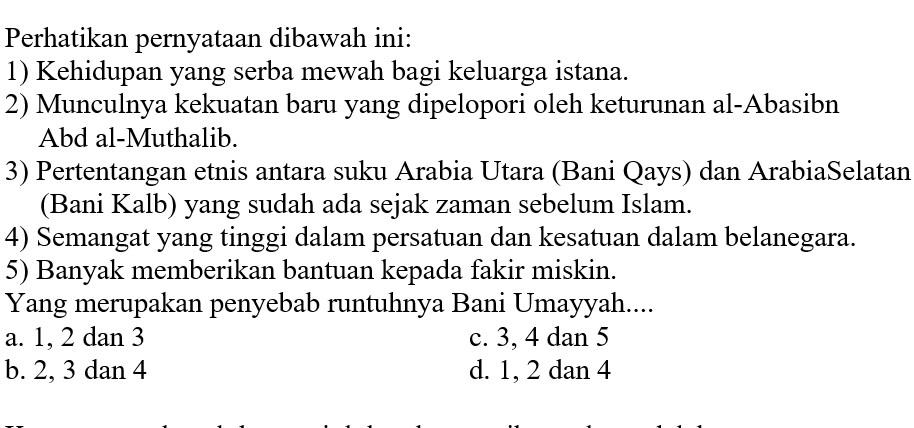 Perhatikan pernyataan dibawah ini:
1) Kehidupan yang serba mewah bagi keluarga istana.
2) Munculnya kekuatan baru yang dipelopori oleh keturunan al-Abasibn
Abd al-Muthalib.
3) Pertentangan etnis antara suku Arabia Utara (Bani Qays) dan ArabiaSelatan
(Bani Kalb) yang sudah ada sejak zaman sebelum Islam.
4) Semangat yang tinggi dalam persatuan dan kesatuan dalam belanegara.
5) Banyak memberikan bantuan kepada fakir miskin.
Yang merupakan penyebab runtuhnya Bani Umayyah....
a. 1, 2 dan 3 c. 3, 4 dan 5
b. 2, 3 dan 4 d. 1, 2 dan 4